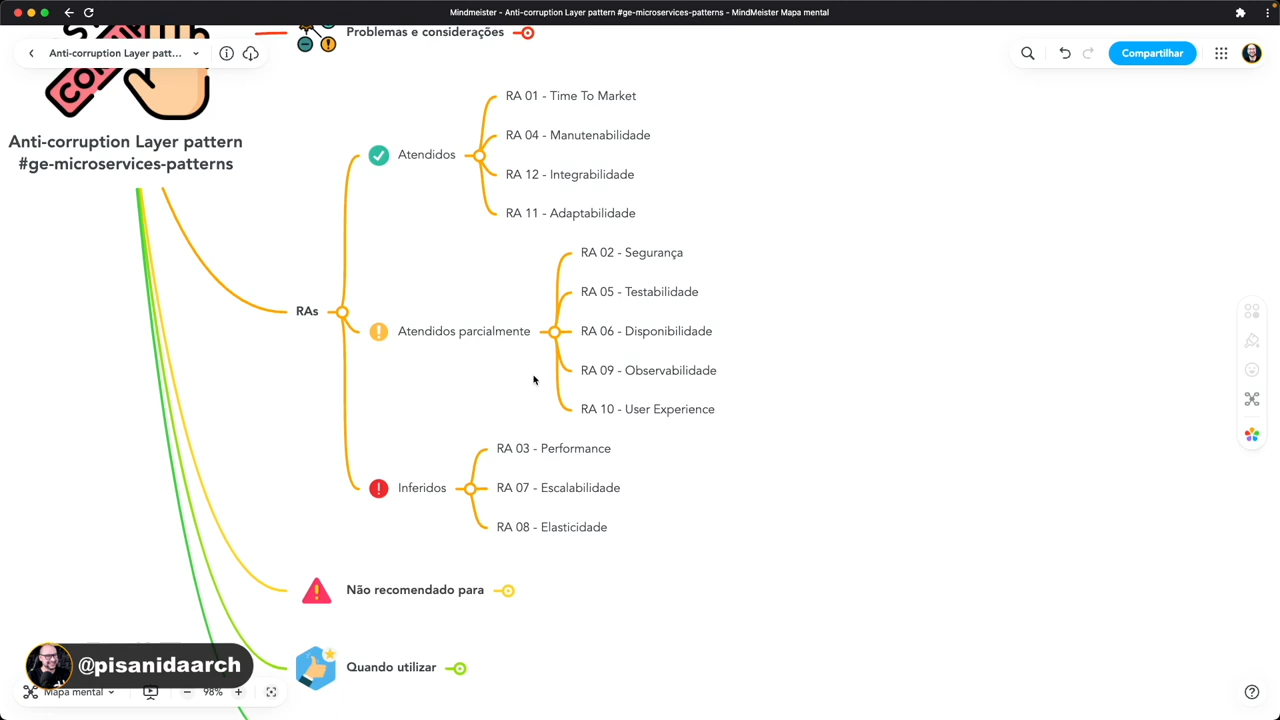 Mindmeister - Anti-corruption Layer pattern #ge-microservices-patterns - MindMeister Mapa mental
Problemas e considerações
Anti-corruption Layer patt...
Compartilhar
Anti-corruption Layer pattern
#ge-microservices-patterns
RAs
Atendidos
RA 01 - Time To Market
RA 04 - Manutenabilidade
RA 12 - Integrabilidade
RA 11 - Adaptabilidade
Atendidos parcialmente
RA 02 - Segurança
RA 05 - Testabilidade
RA 06 - Disponibilidade
RA 09 - Observabilidade
RA 10 - User Experience
Inferidos
RA 03 - Performance
RA 07 - Escalabilidade
RA 08 - Elasticidade
Não recomendado para
Quando utilizar
@pisanidaarch
Mapa mental
98%